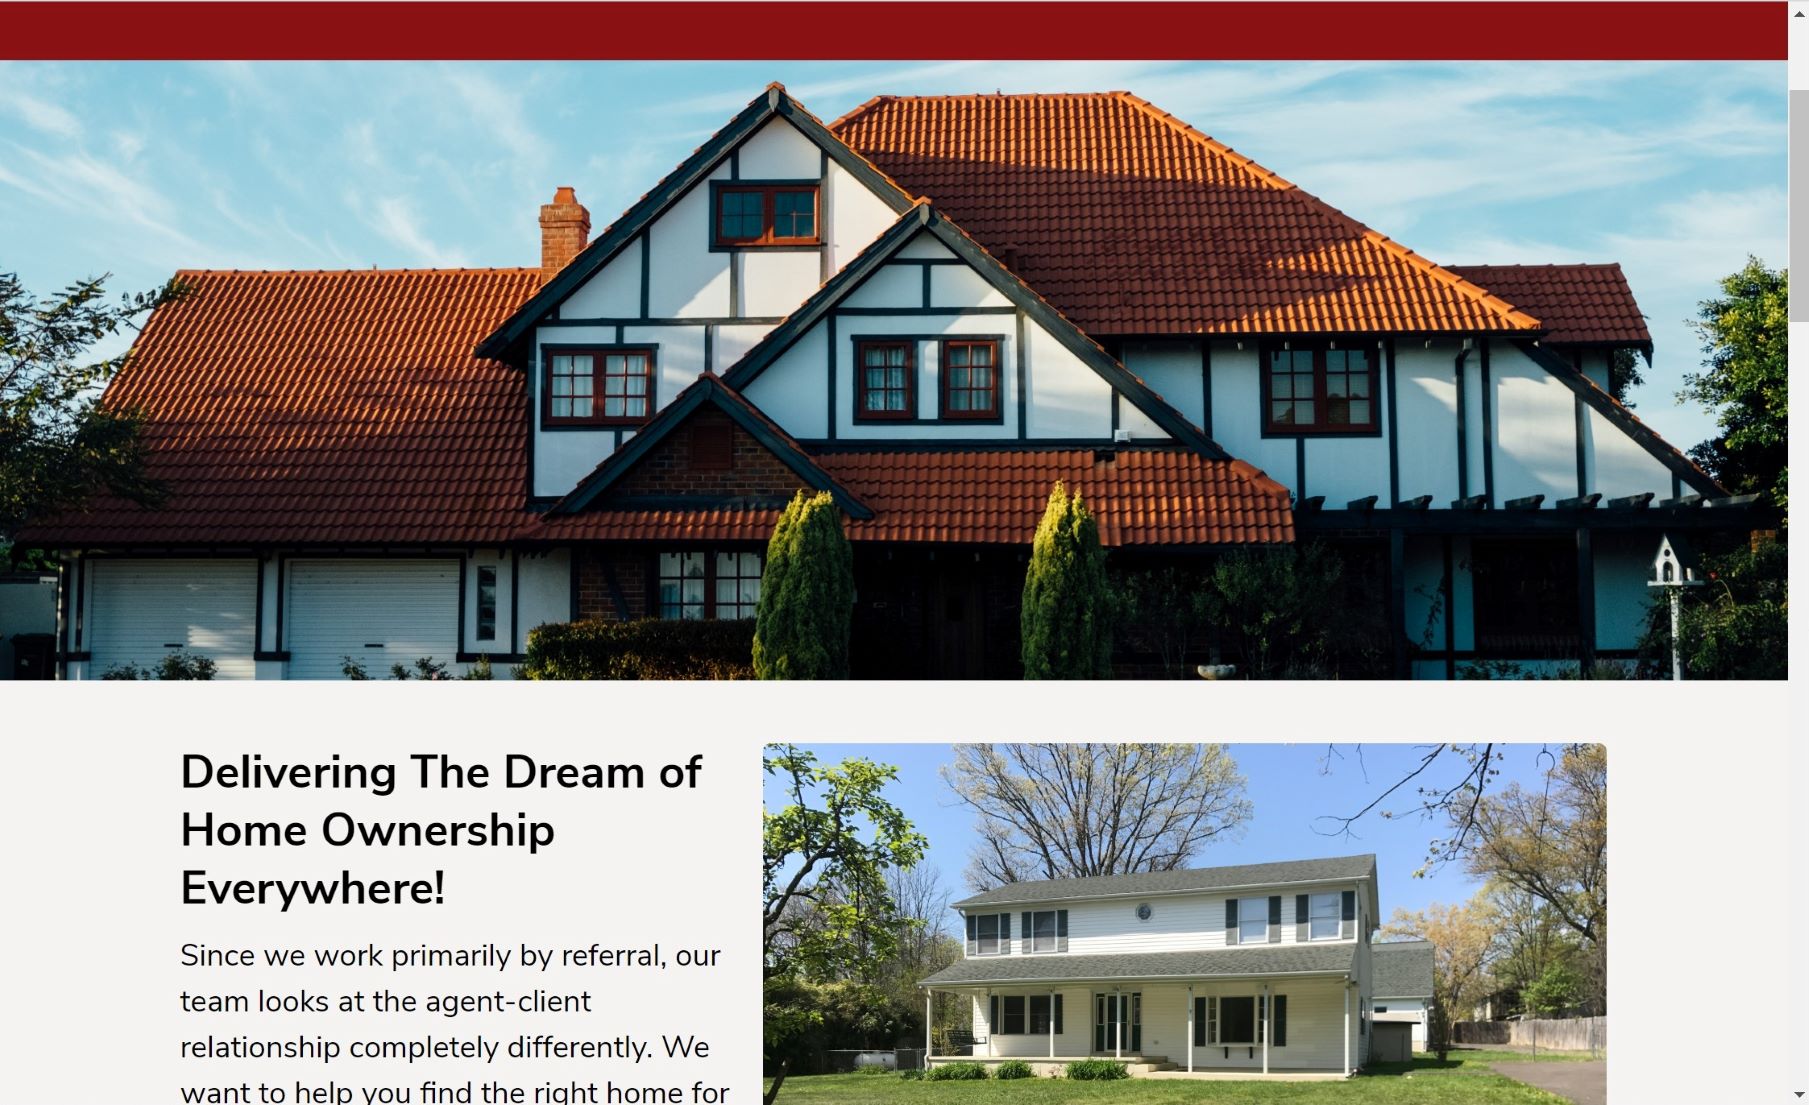 Delivering The Dream of
Home Ownership
Everywhere!
Since we work primarily by referral, our
team looks at the agent-client
relationship completely differently. We
want to help you find the right home for